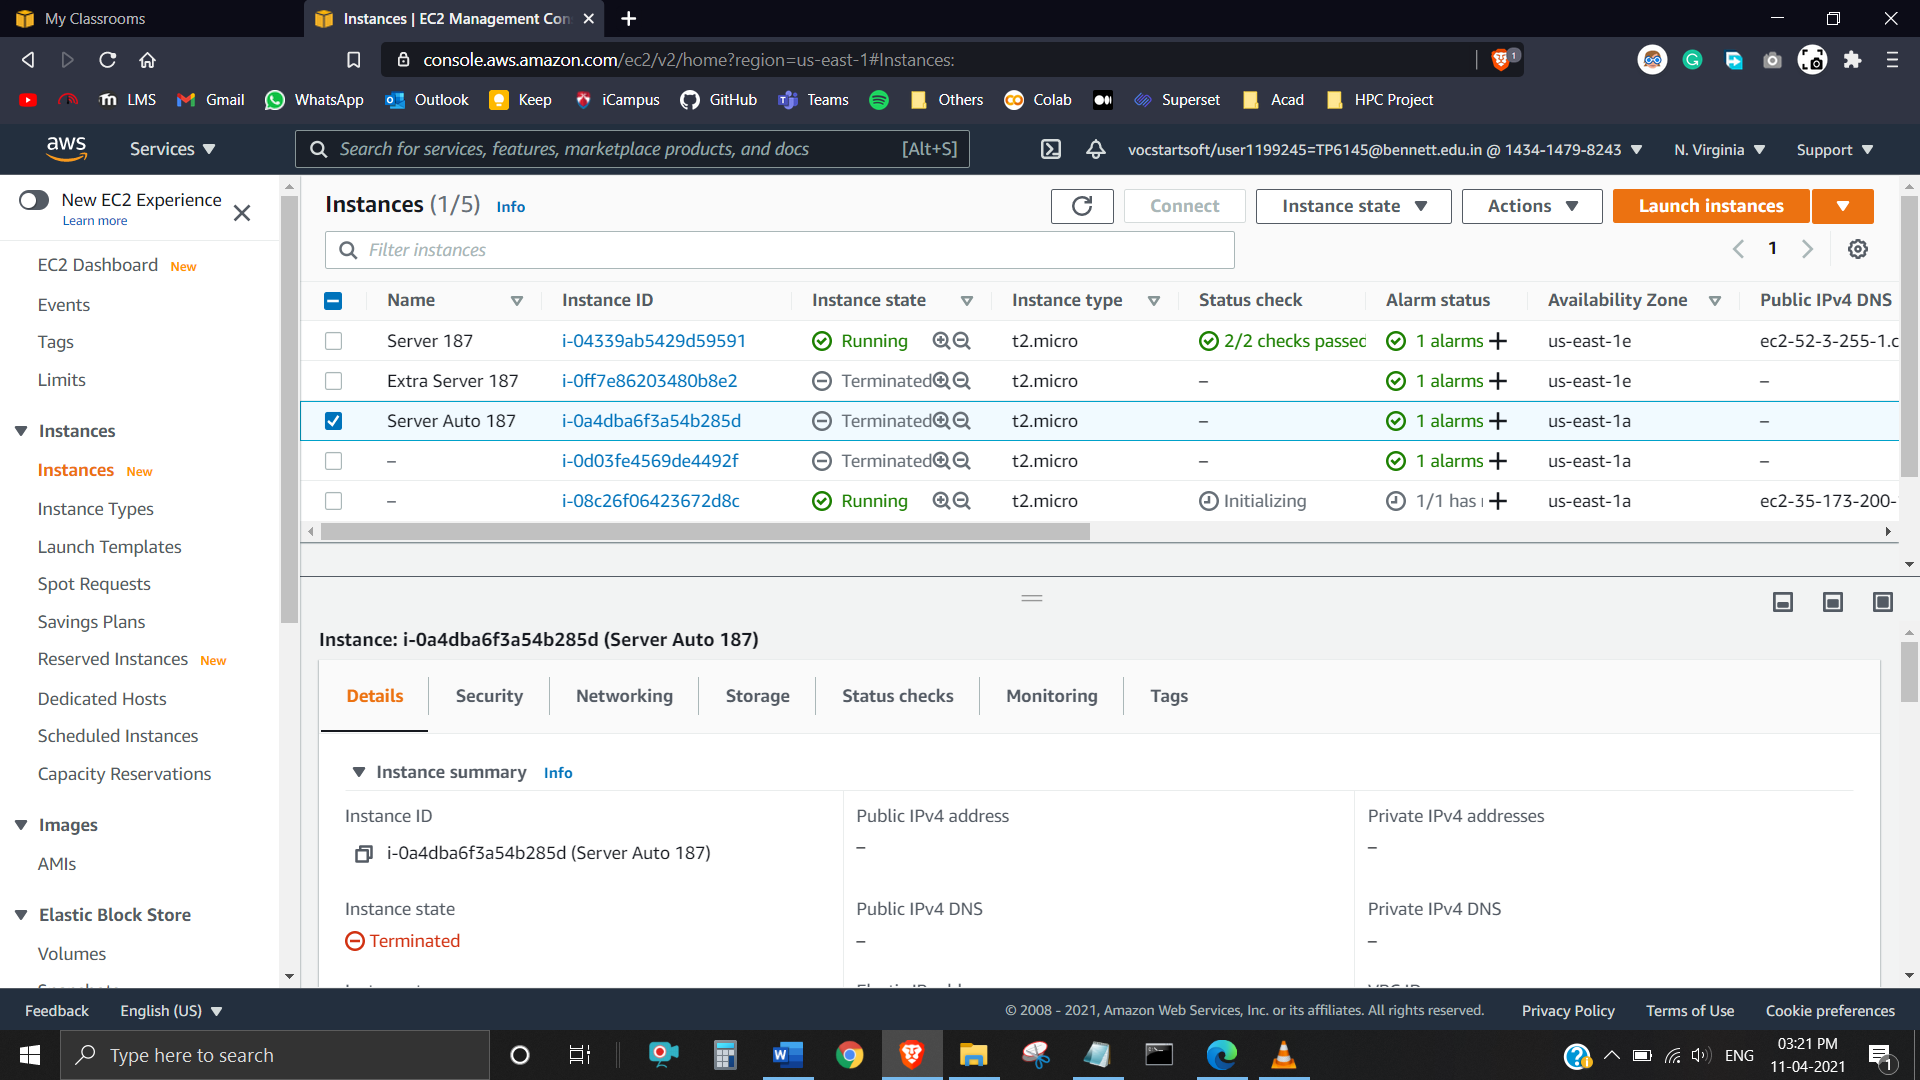 My Classrooms
Instances | EC2 Management Con
console.aws.amazon.com/ec2/v2/home?region=us-east-1#Instances:
1
LMS Gmail WhatsApp Outlook Keep iCampus GitHub Teams Others Colab Superset Acad HPC Project
aws Services Search for services, features, marketplace products, and docs [Alt+S] vocstartsoft/user1199245=TP6145@bennett.edu.in @ 1434-1479-8243 N. Virginia Support
New EC2 Experience
Learn more
EC2 Dashboard New
Events
Tags
Limits
Instances
Instances New
Instance Types
Launch Templates
Spot Requests
Savings Plans
Reserved Instances New
Dedicated Hosts
Scheduled Instances
Capacity Reservations
Images
AMIs
Elastic Block Store
Volumes
Instances (1/5) Info
Connect Instance state Actions Launch instances
Filter instances
1
Name Instance ID Instance state Instance type Status check Alarm status Availability Zone Public IPv4 DNS
Server 187 i-04339ab5429d59591 Running t2.micro 2/2 checks passed 1 alarms + us-east-1e ec2-52-3-255-1.c
Extra Server 187 i-0ff7e86203480b8e2 Terminated t2.micro – 1 alarms + us-east-1e –
Server Auto 187 i-0a4dba6f3a54b285d Terminated t2.micro – 1 alarms + us-east-1a –
– i-0d03fe4569de4492f Terminated t2.micro – 1 alarms + us-east-1a –
– i-08c26f06423672d8c Running t2.micro Initializing 1/1 has + us-east-1a ec2-35-173-200-
Instance: i-0a4dba6f3a54b285d (Server Auto 187)
Details Security Networking Storage Status checks Monitoring Tags
Instance summary Info
Instance ID
i-0a4dba6f3a54b285d (Server Auto 187)
Public IPv4 address
–
Private IPv4 addresses
–
Instance state
Terminated
Public IPv4 DNS
–
Private IPv4 DNS
–
Feedback English (US) © 2008 - 2021, Amazon Web Services, Inc. or its affiliates. All rights reserved. Privacy Policy Terms of Use Cookie preferences
Type here to search
ENG
03:21 PM
11-04-2021
1